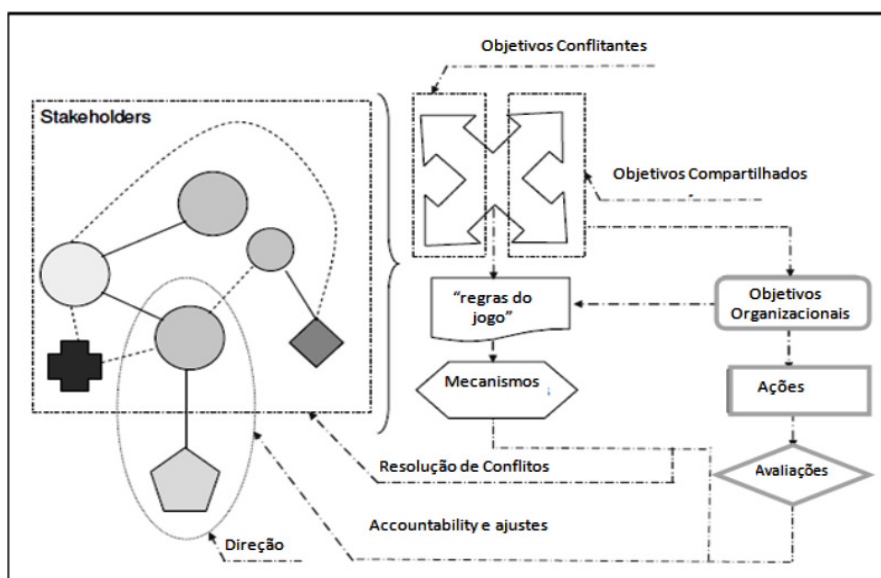 Objetivos Conflitantes
Stakeholders
Objetivos Compartilhados
“regras do
jogo”
Objetivos
Organizacionais
Mecanismos
Ações
Resolução de Conflitos
Avaliações
Accountability e ajustes
Direção